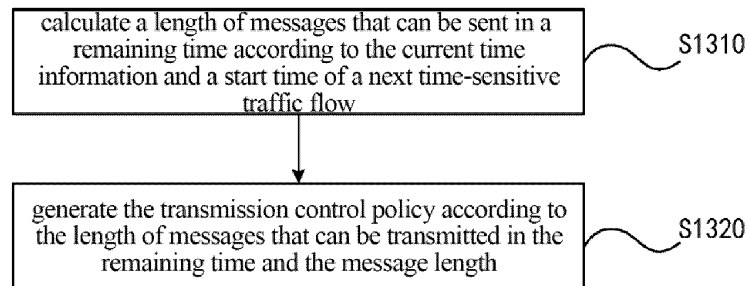 calculate a length of messages that can be sent in a
remaining time according to the current time
information and a start time of a next time-sensitive
traffic flow
S1310
generate the transmission control policy according to
the length of messages that can be transmitted in the
remaining time and the message length
S1320